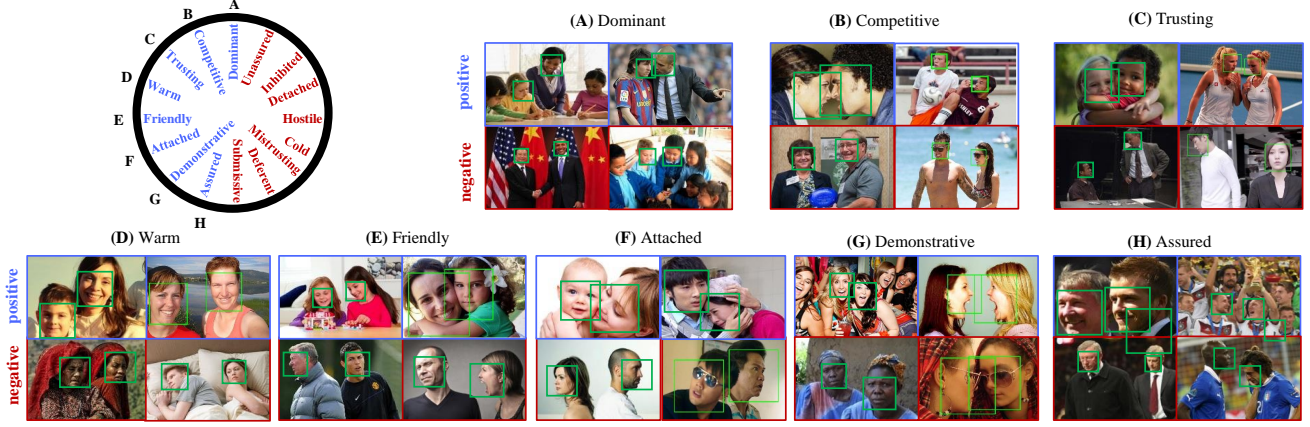 A
B
C
D
E
F
G
H
Dominant
Competitive
Trusting
Warm
Friendly
Attached
Demonstrative
Assured
Submissive
Deferent
Mistrusting
Cold
Hostile
Detached
Inhibited
Unassured
(A) Dominant
(B) Competitive
(C) Trusting
positive
negative
(D) Warm
(E) Friendly
(F) Attached
(G) Demonstrative
(H) Assured
positive
negative